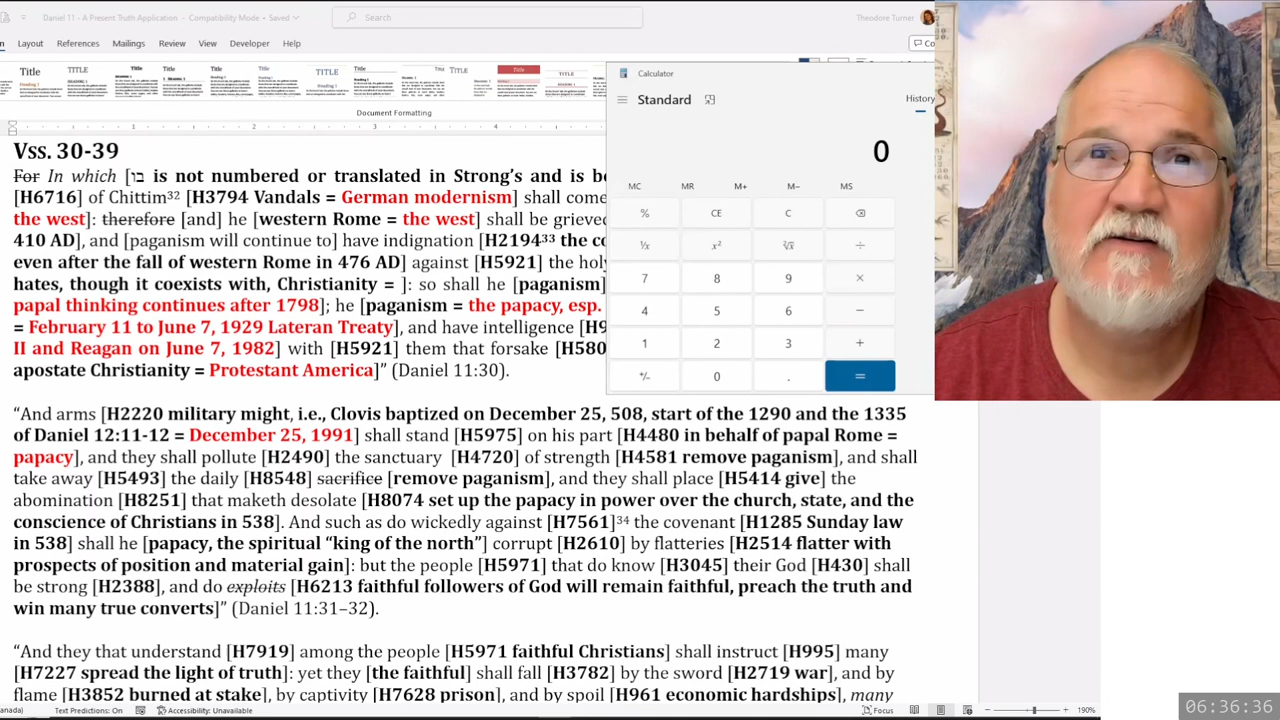 Daniel 11 - A Present Truth Application - Compatibility Mode • Saved
Search
Theodore Turner
Layout References Mailings Review View Developer Help
Co
Title TITLE TITLE Title
Document Formatting
1 2 3 4
Calculator
Standard
History
0
MC MR M+ M− MS
% CE C ⌫
¹/x x² ²√x ÷
7 8 9 ×
4 5 6 −
1 2 3 +
+/− 0 . =
Vss. 30-39
For In which [בו is not numbered or translated in Strong’s and is be
[H6716] of Chittim32 [H3794 Vandals = German modernism] shall come
the west]: therefore [and] he [western Rome = the west] shall be grieve
410 AD], and [paganism will continue to] have indignation [H219433 the co
even after the fall of western Rome in 476 AD] against [H5921] the holy
hates, though it coexists with, Christianity = ]: so shall he [paganism]
papal thinking continues after 1798]; he [paganism = the papacy, esp.
= February 11 to June 7, 1929 Lateran Treaty], and have intelligence [H9
II and Reagan on June 7, 1982] with [H5921] them that forsake [H580
apostate Christianity = Protestant America]” (Daniel 11:30).
“And arms [H2220 military might, i.e., Clovis baptized on December 25, 508, start of the 1290 and the 1335
of Daniel 12:11-12 = December 25, 1991] shall stand [H5975] on his part [H4480 in behalf of papal Rome =
papacy], and they shall pollute [H2490] the sanctuary [H4720] of strength [H4581 remove paganism], and shall
take away [H5493] the daily [H8548] sacrifice [remove paganism], and they shall place [H5414 give] the
abomination [H8251] that maketh desolate [H8074 set up the papacy in power over the church, state, and the
conscience of Christians in 538]. And such as do wickedly against [H7561]34 the covenant [H1285 Sunday law
in 538] shall he [papacy, the spiritual “king of the north”] corrupt [H2610] by flatteries [H2514 flatter with
prospects of position and material gain]: but the people [H5971] that do know [H3045] their God [H430] shall
be strong [H2388], and do exploits [H6213 faithful followers of God will remain faithful, preach the truth and
win many true converts]” (Daniel 11:31–32).
“And they that understand [H7919] among the people [H5971 faithful Christians] shall instruct [H995] many
[H7227 spread the light of truth]: yet they [the faithful] shall fall [H3782] by the sword [H2719 war], and by
flame [H3852 burned at stake], by captivity [H7628 prison], and by spoil [H961 economic hardships], many
anada) Text Predictions: On Accessibility: Unavailable Focus 190%
06:36:36